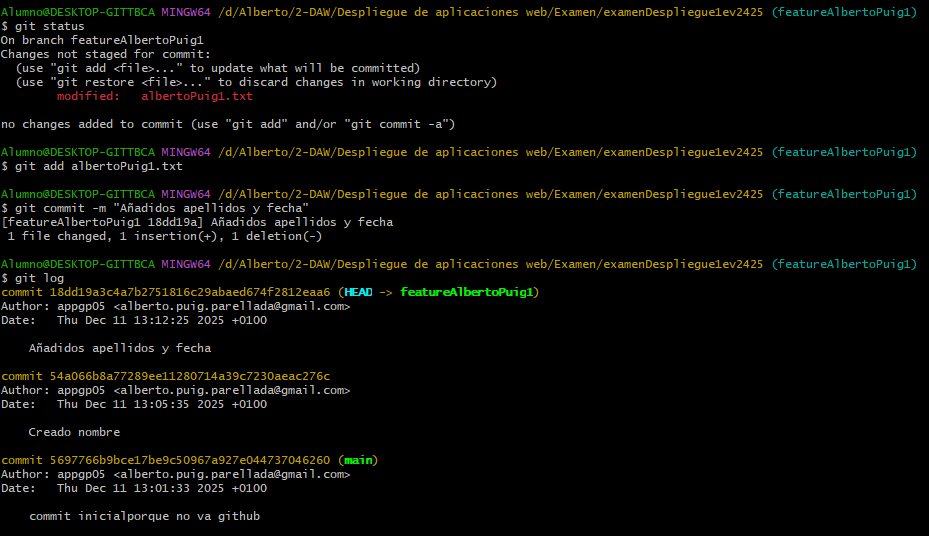 Alumno@DESKTOP-GITTBCA MINGW64 /d/Alberto/2-DAW/Despliegue de aplicaciones web/Examen/examenDespliegue1ev2425 (featureAlbertoPuig1)
$ git status
On branch featureAlbertoPuig1
Changes not staged for commit:
  (use "git add <file>..." to update what will be committed)
  (use "git restore <file>..." to discard changes in working directory)
        modified:   albertoPuig1.txt

no changes added to commit (use "git add" and/or "git commit -a")

Alumno@DESKTOP-GITTBCA MINGW64 /d/Alberto/2-DAW/Despliegue de aplicaciones web/Examen/examenDespliegue1ev2425 (featureAlbertoPuig1)
$ git add albertoPuig1.txt

Alumno@DESKTOP-GITTBCA MINGW64 /d/Alberto/2-DAW/Despliegue de aplicaciones web/Examen/examenDespliegue1ev2425 (featureAlbertoPuig1)
$ git commit -m "Añadidos apellidos y fecha"
[featureAlbertoPuig1 18dd19a] Añadidos apellidos y fecha
 1 file changed, 1 insertion(+), 1 deletion(-)

Alumno@DESKTOP-GITTBCA MINGW64 /d/Alberto/2-DAW/Despliegue de aplicaciones web/Examen/examenDespliegue1ev2425 (featureAlbertoPuig1)
$ git log
commit 18dd19a3c4a7b2751816c29abaed674f2812eaa6 (HEAD -> featureAlbertoPuig1)
Author: appgp05 <alberto.puig.parellada@gmail.com>
Date:   Thu Dec 11 13:12:25 2025 +0100

    Añadidos apellidos y fecha

commit 54a066b8a77289ee11280714a39c7230aeac276c
Author: appgp05 <alberto.puig.parellada@gmail.com>
Date:   Thu Dec 11 13:05:35 2025 +0100

    Creado nombre

commit 5697766b9bce17be9c50967a927e044737046260 (main)
Author: appgp05 <alberto.puig.parellada@gmail.com>
Date:   Thu Dec 11 13:01:33 2025 +0100

    commit inicialporque no va github